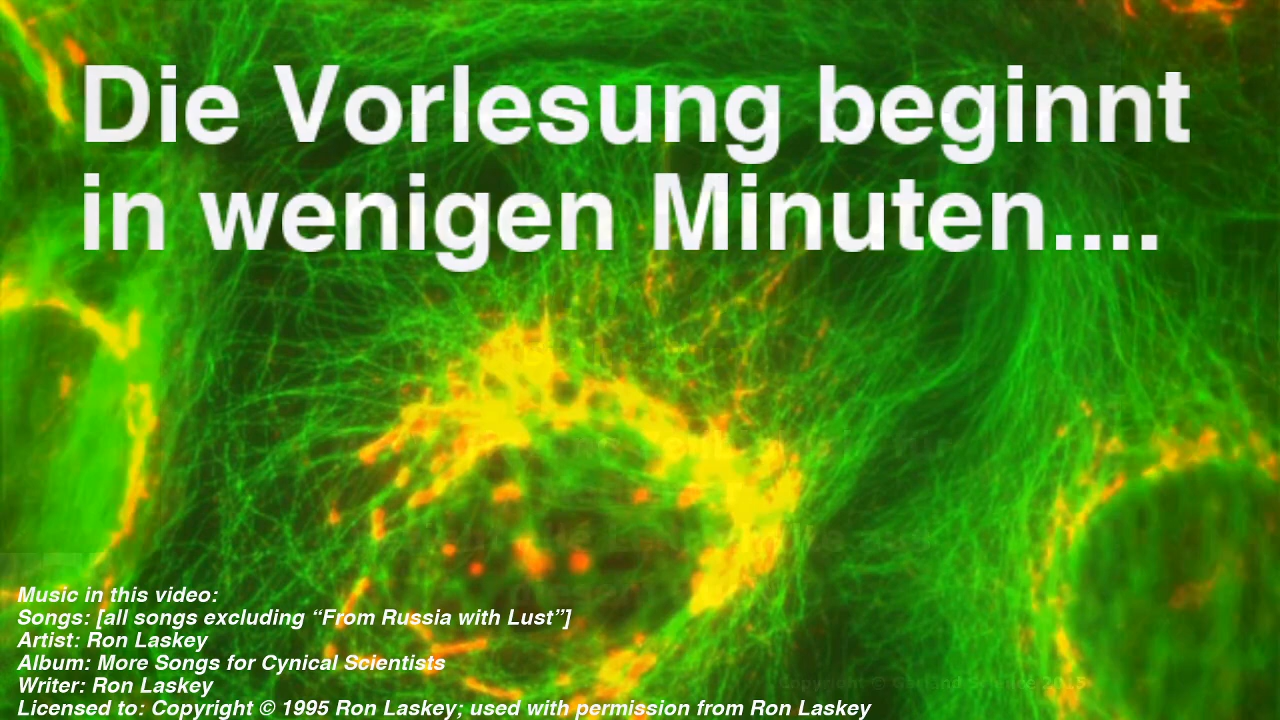 Die Vorlesung beginnt
in wenigen Minuten....
Music in this video:
Songs: [all songs excluding “From Russia with Lust”]
Artist: Ron Laskey
Album: More Songs for Cynical Scientists
Writer: Ron Laskey
Licensed to: Copyright © 1995 Ron Laskey; used with permission from Ron Laskey